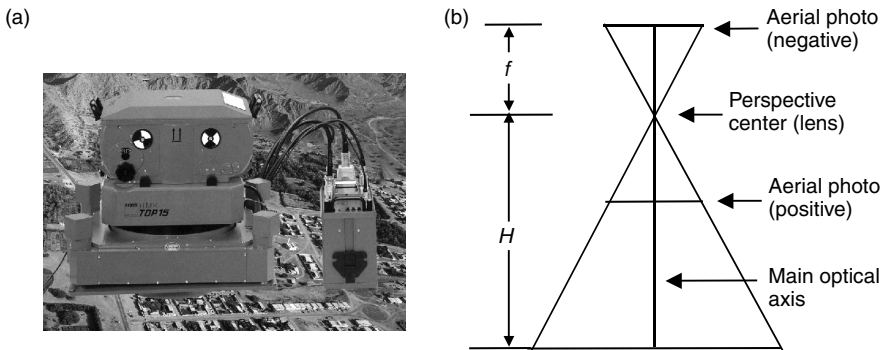 (a)
TOP15
(b)
f
H
Aerial photo
(negative)
Perspective
center (lens)
Aerial photo
(positive)
Main optical
axis